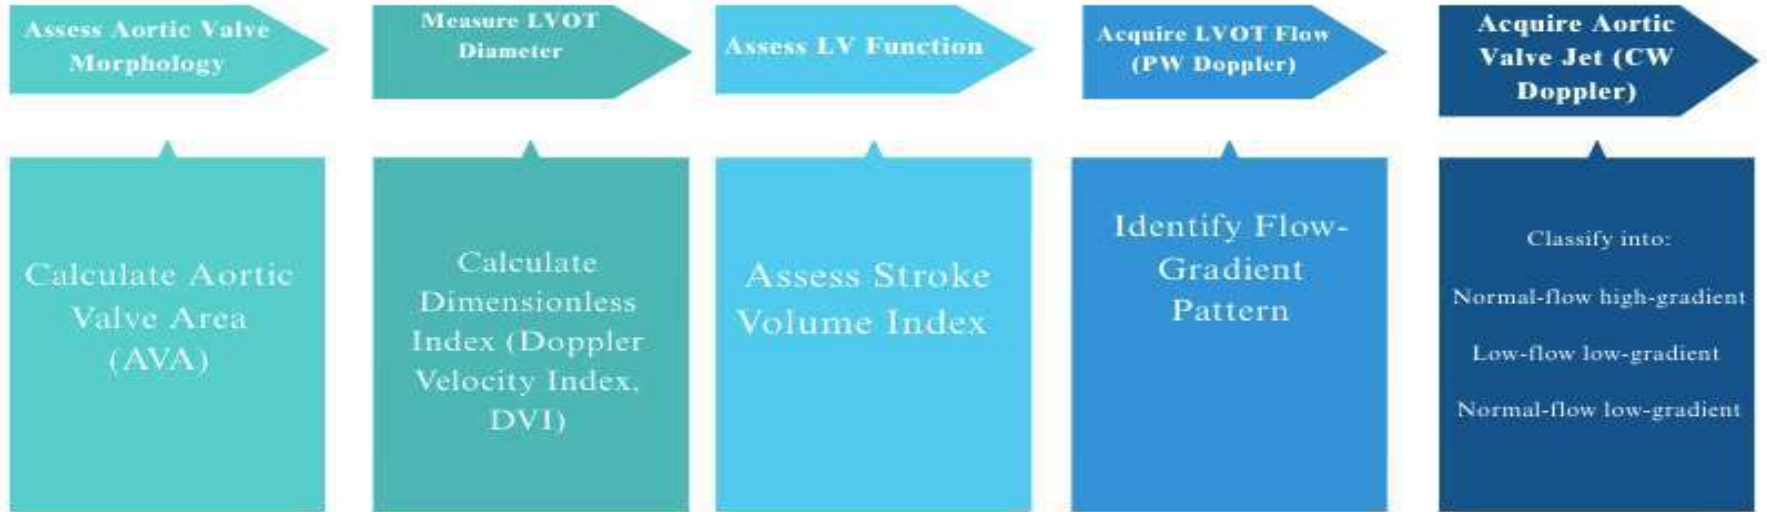 Assess Aortic Valve
Morphology
Measure LVOT
Diameter
Assess LV Function
Acquire LVOT Flow
(PW Doppler)
Acquire Aortic
Valve Jet (CW
Doppler)
Calculate Aortic
Valve Area
(AVA)
Calculate
Dimensionless
Index (Doppler
Velocity Index,
DVI)
Assess Stroke
Volume Index
Identify Flow-
Gradient
Pattern
Classify into:
Normal-flow high-gradient
Low-flow low-gradient
Normal-flow low-gradient